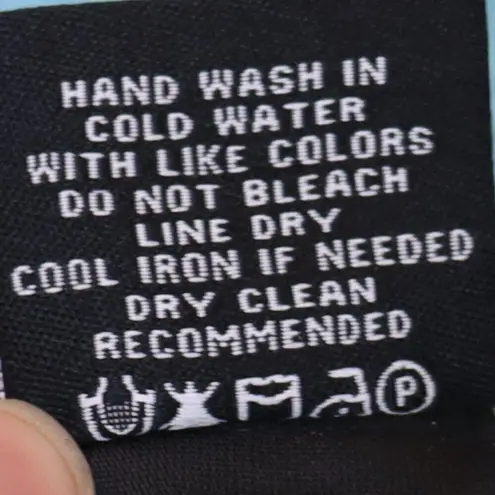 HAND WASH IN
COLD WATER
WITH LIKE COLORS
DO NOT BLEACH
LINE DRY
COOL IRON IF NEEDED
DRY CLEAN
RECOMMENDED
P